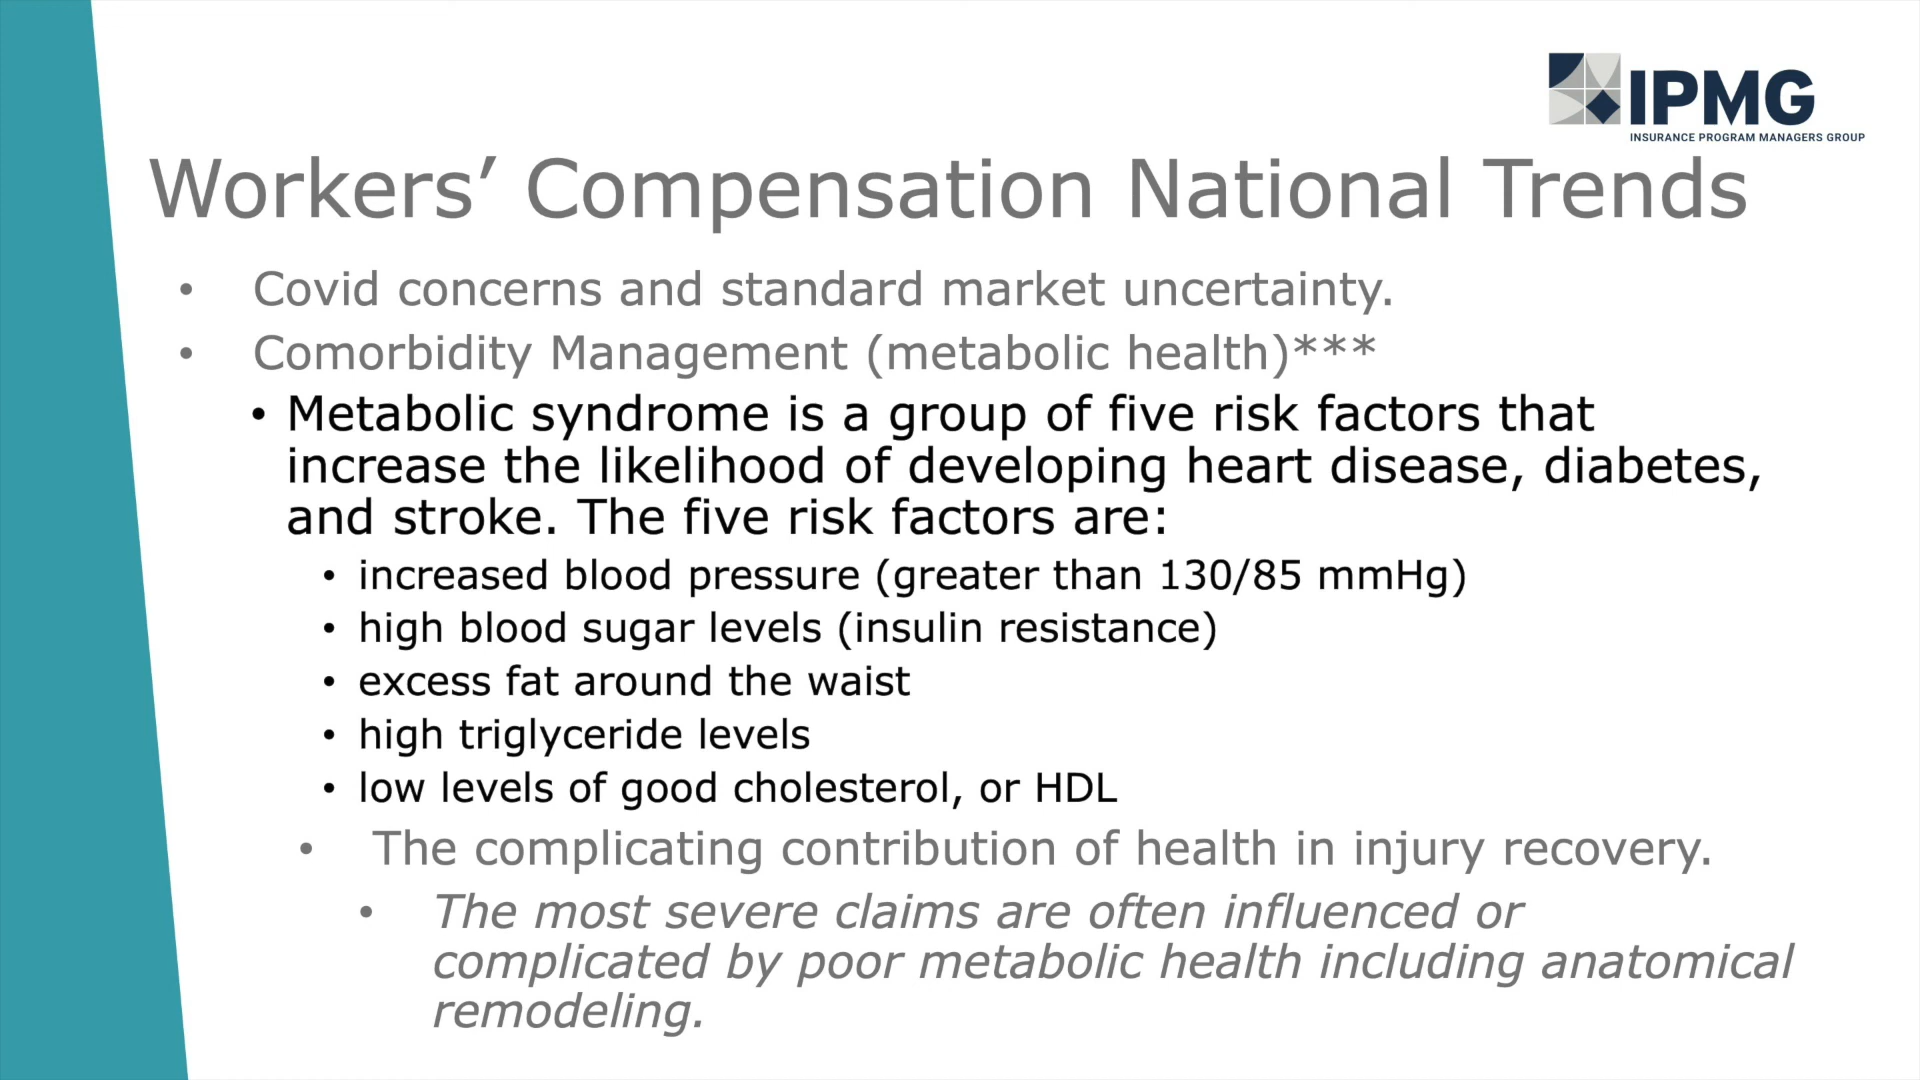 IPMG
INSURANCE PROGRAM MANAGERS GROUP
Workers’ Compensation National Trends
• Covid concerns and standard market uncertainty.
• Comorbidity Management (metabolic health)***
• Metabolic syndrome is a group of five risk factors that
increase the likelihood of developing heart disease, diabetes,
and stroke. The five risk factors are:
• increased blood pressure (greater than 130/85 mmHg)
• high blood sugar levels (insulin resistance)
• excess fat around the waist
• high triglyceride levels
• low levels of good cholesterol, or HDL
• The complicating contribution of health in injury recovery.
• The most severe claims are often influenced or
complicated by poor metabolic health including anatomical
remodeling.